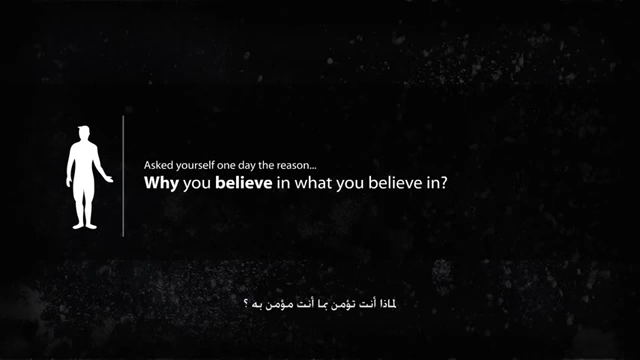 Asked yourself one day the reason...
Why you believe in what you believe in?
لماذا أنت تؤمن بما أنت مؤمن به ؟